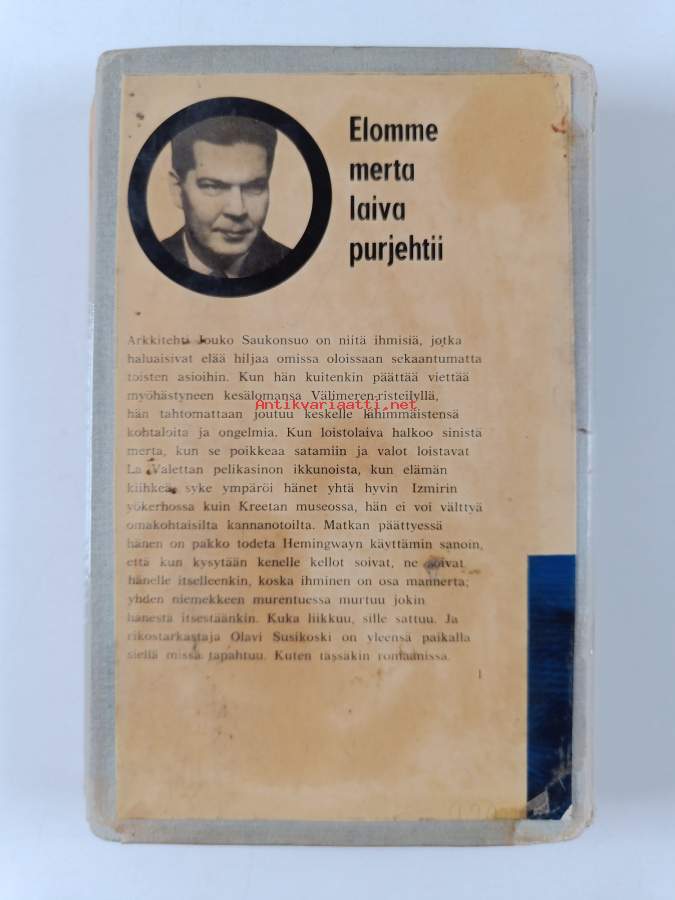 Elomme
merta
laiva
purjehtii
Arkkitehti Jouko Saukonsuo on niitä ihmisiä, jotka
haluaisivat elää hiljaa omissa oloissaan sekaantumatta
toisten asioihin. Kun hän kuitenkin päättää viettää
myöhästyneen kesälomansa Välimeren-risteilyllä,
Antikvariaatti.net
hän tahtomattaan joutuu keskelle lähimmäistensä
kohtaloita ja ongelmia. Kun loistolaiva halkoo sinistä
merta, kun se poikkeaa satamiin ja valot loistavat
La Valettan pelikasinon ikkunoista, kun elämän
kiihkeä syke ympäröi hänet yhtä hyvin Izmirin
yökerhossa kuin Kreetan museossa, hän ei voi välttyä
omakohtaisilta kannanotoilta. Matkan päättyessä
hänen on pakko todeta Hemingwayn käyttämin sanoin,
että kun kysytään kenelle kellot soivat, ne soivat
hänelle itselleenkin, koska ihminen on osa mannerta;
yhden niemekkeen murentuessa murtuu jokin
hänestä itsestäänkin. Kuka liikkuu, sille sattuu. Ja
rikostarkastaja Olavi Susikoski on yleensä paikalla
siellä missä tapahtuu. Kuten tässäkin romaanissa.
1